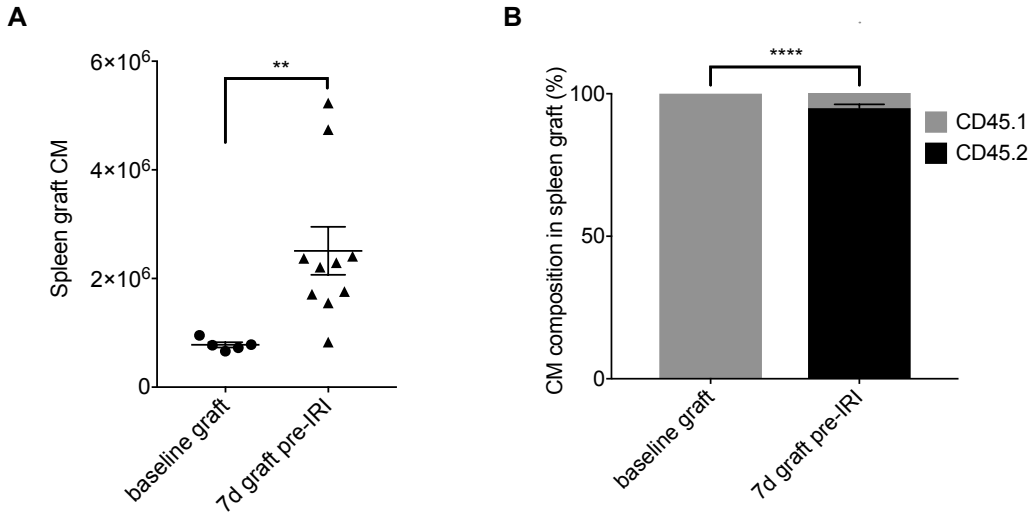 A
Spleen graft CM
6×10⁶
4×10⁶
2×10⁶
0
**
baseline graft
7d graft pre-IRI
B
CM composition in spleen graft (%)
100
50
0
****
baseline graft
7d graft pre-IRI
CD45.1
CD45.2